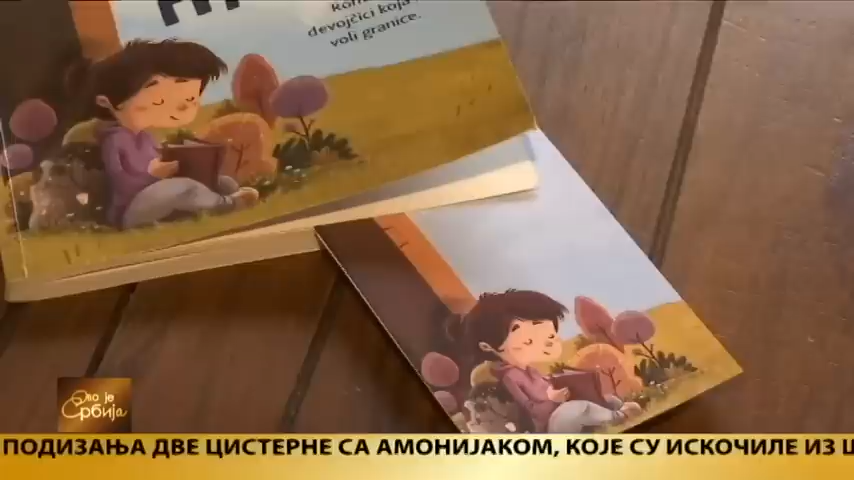 devojčici koja
voli granice.
Ово је
Србија
ПОДИЗАЊА ДВЕ ЦИСТЕРНЕ СА АМОНИЈАКОМ, КОЈЕ СУ ИСКОЧИЛЕ ИЗ